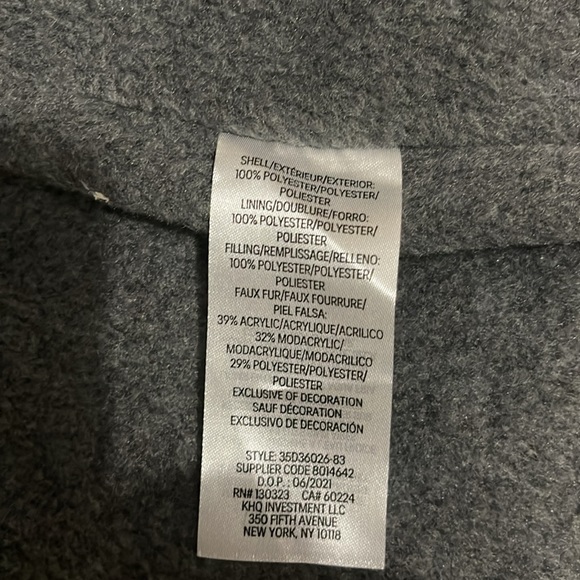 SHELL/EXTÉRIEUR/EXTERIOR:
100% POLYESTER/POLYESTER/
POLIESTER
LINING/DOUBLURE/FORRO:
100% POLYESTER/POLYESTER/
POLIESTER
FILLING/REMPLISSAGE/RELLENO:
100% POLYESTER/POLYESTER/
POLIESTER
FAUX FUR/FAUX FOURRURE/
PIEL FALSA:
39% ACRYLIC/ACRYLIQUE/ACRILICO
32% MODACRYLIC/
MODACRYLIQUE/MODACRILICO
29% POLYESTER/POLYESTER/
POLIESTER
EXCLUSIVE OF DECORATION
SAUF DÉCORATION
EXCLUSIVO DE DECORACIÓN
STYLE: 35D36026-83
SUPPLIER CODE 8014642
D.O.P. : 06/2021
RN# 130323 CA# 60224
KHQ INVESTMENT LLC
350 FIFTH AVENUE
NEW YORK, NY 10118